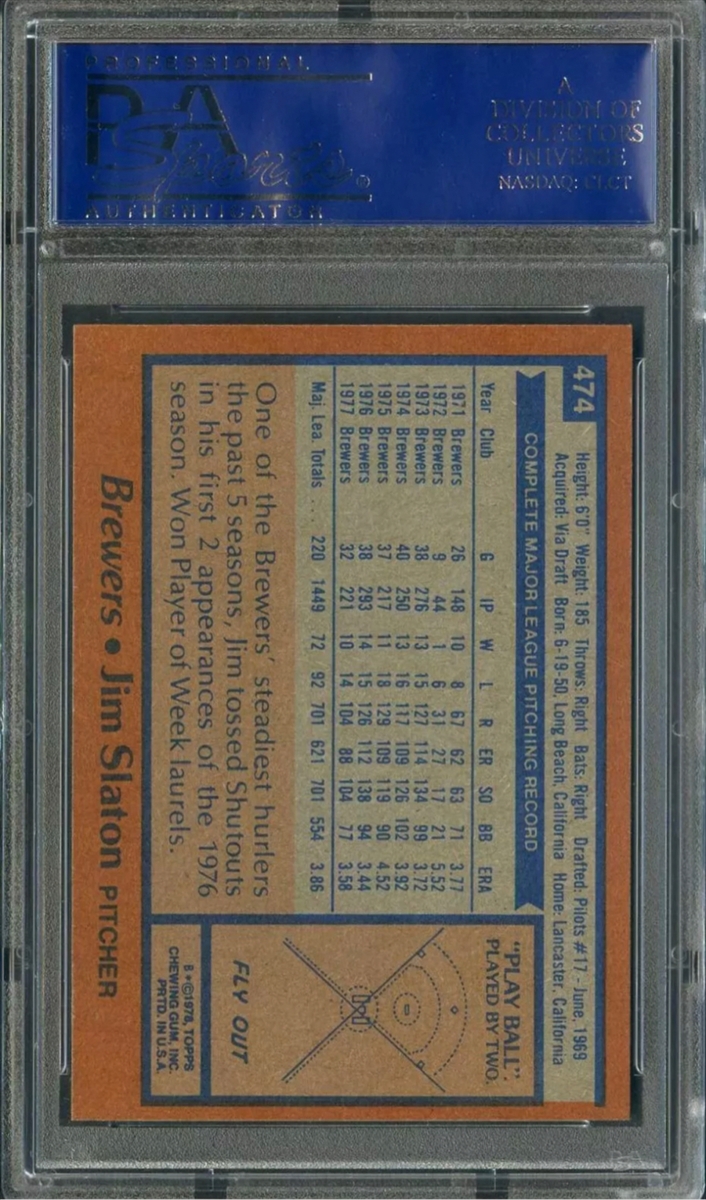 PROFESSIONAL
PSA
Sports
AUTHENTICATOR
A
DIVISION OF
COLLECTORS
UNIVERSE
NASDAQ: CLCT
474
Height: 6'0" Weight: 185 Throws: Right Bats: Right Drafted: Pilots #17 - June, 1969
Acquired: Via Draft Born: 6-19-50, Long Beach, California Home: Lancaster, California
COMPLETE MAJOR LEAGUE PITCHING RECORD
Year Club G IP W L R ER SO BB ERA
1971 Brewers 26 148 10 8 67 62 63 71 3.77
1972 Brewers 9 44 1 6 31 27 17 21 5.52
1973 Brewers 38 276 13 15 127 114 134 99 3.72
1974 Brewers 40 250 13 16 117 109 126 102 3.92
1975 Brewers 37 217 11 18 129 109 119 90 4.52
1976 Brewers 38 293 14 15 126 112 138 94 3.44
1977 Brewers 32 221 10 14 104 88 104 77 3.58
Maj. Lea. Totals . . . 220 1449 72 92 701 621 701 554 3.86
One of the Brewers' steadiest hurlers
the past 5 seasons, Jim tossed Shutouts
in his first 2 appearances of the 1976
season. Won Player of Week laurels.
"PLAY BALL"
PLAYED BY TWO.
FLY OUT
B * ©1978, TOPPS
CHEWING GUM, INC.
PRTD. IN U.S.A.
Brewers • Jim Slaton PITCHER